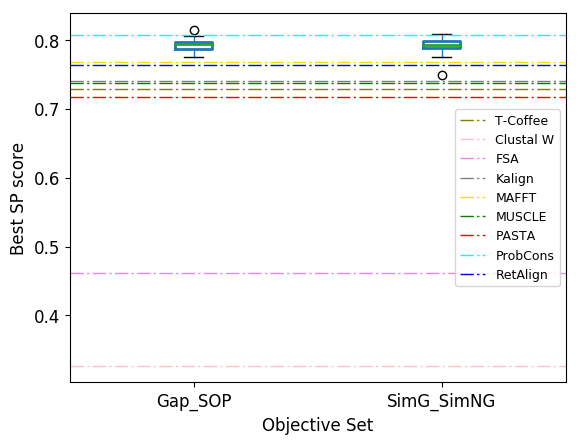 Best SP score
0.8
0.7
0.6
0.5
0.4
T-Coffee
Clustal W
FSA
Kalign
MAFFT
MUSCLE
PASTA
ProbCons
RetAlign
Gap_SOP
SimG_SimNG
Objective Set